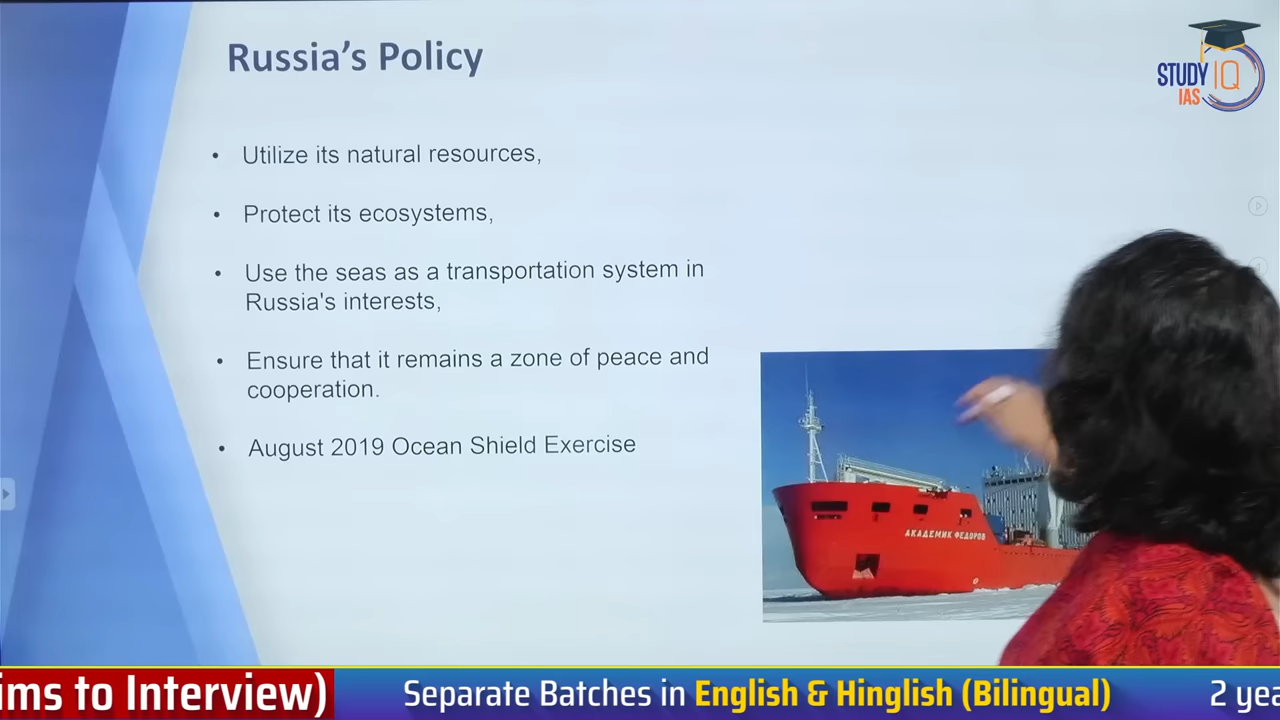 Russia's Policy
STUDY IQ
IAS
• Utilize its natural resources,
• Protect its ecosystems,
• Use the seas as a transportation system in
Russia's interests,
• Ensure that it remains a zone of peace and
cooperation.
• August 2019 Ocean Shield Exercise
АКАДЕМИК ФЕДОРОВ
ims to Interview)
Separate Batches in English & Hinglish (Bilingual)
2 yea